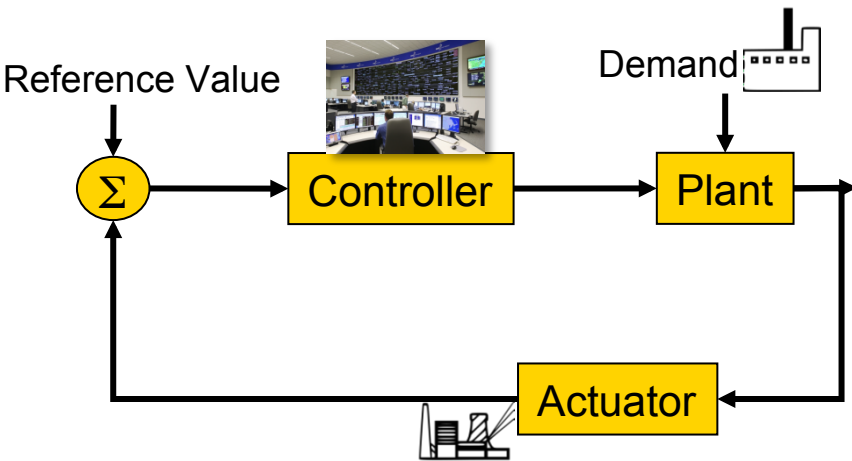 Reference Value
Demand
Σ
Controller
Plant
Actuator